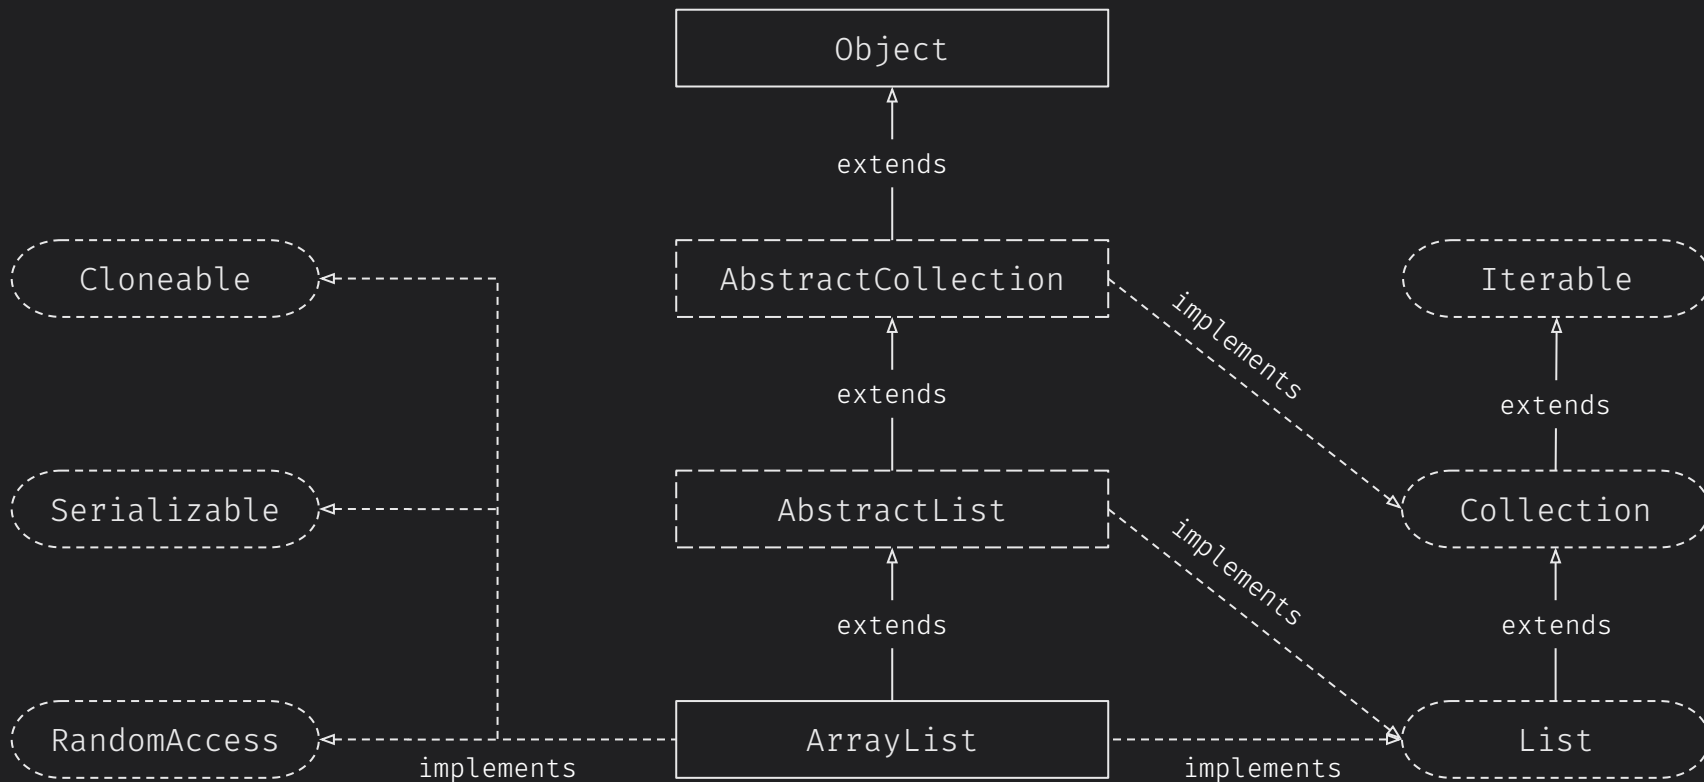 Object
extends
Cloneable
AbstractCollection
Iterable
implements
extends
extends
Serializable
AbstractList
Collection
implements
extends
extends
RandomAccess
ArrayList
List
implements
implements